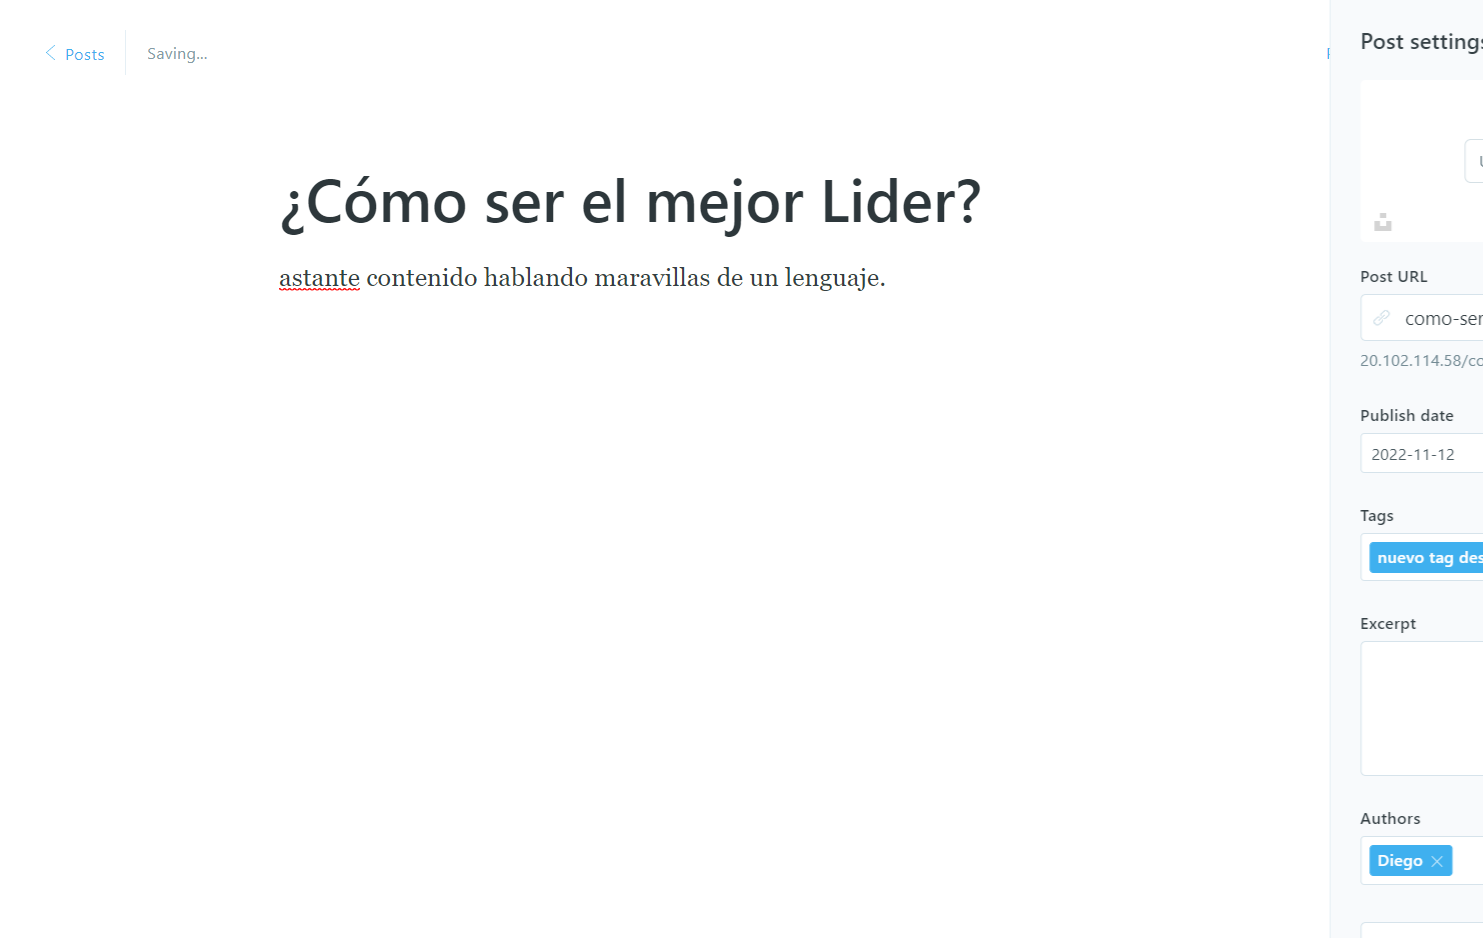 Posts
Saving...
Post settings
¿Cómo ser el mejor Lider?
astante contenido hablando maravillas de un lenguaje.
Post URL
como-ser
20.102.114.58/co
Publish date
2022-11-12
Tags
nuevo tag des
Excerpt
Authors
Diego